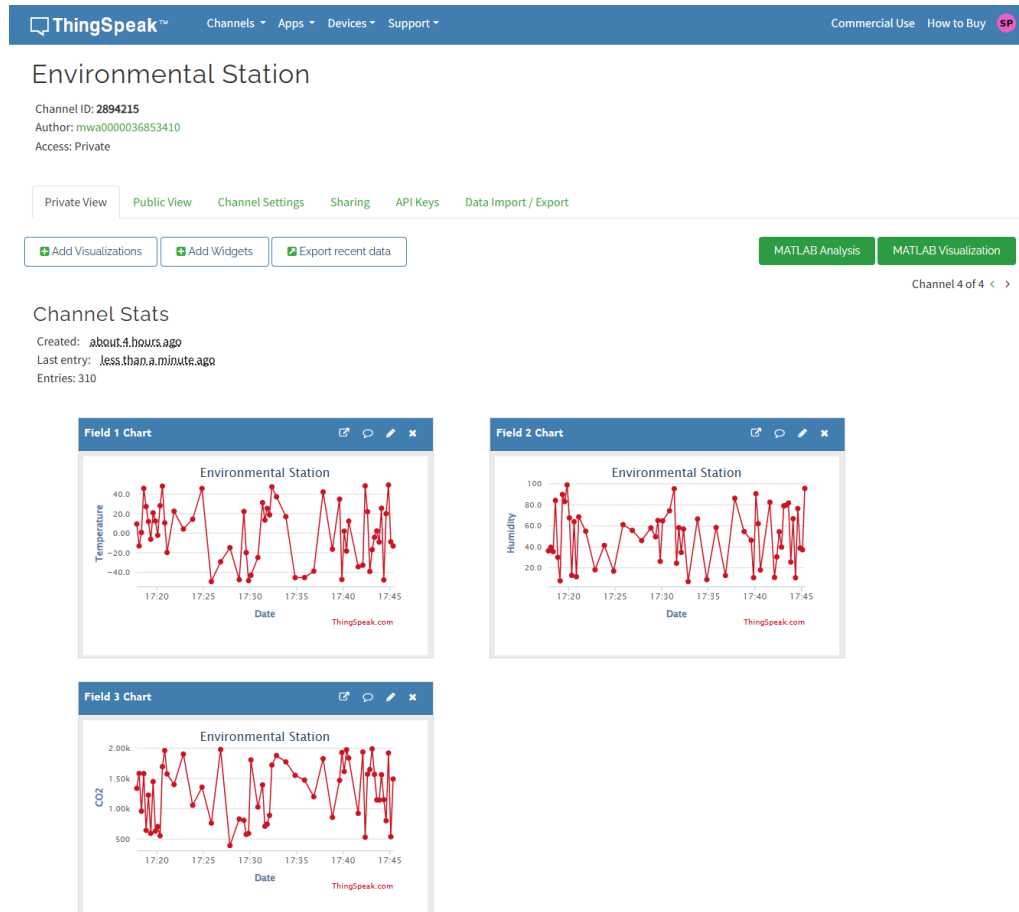 ThingSpeak™ Channels Apps Devices Support Commercial Use How to Buy SP
Environmental Station
Channel ID: 2894215
Author: mwa0000036853410
Access: Private
Private View Public View Channel Settings Sharing API Keys Data Import / Export
Add Visualizations Add Widgets Export recent data MATLAB Analysis MATLAB Visualization
Channel 4 of 4 < >
Channel Stats
Created: about 4 hours ago
Last entry: less than a minute ago
Entries: 310
Field 1 Chart
Environmental Station
Temperature
40.0
20.0
0.00
−20.0
−40.0
17:20 17:25 17:30 17:35 17:40 17:45
Date
ThingSpeak.com
Field 2 Chart
Environmental Station
Humidity
100
80.0
60.0
40.0
20.0
17:20 17:25 17:30 17:35 17:40 17:45
Date
ThingSpeak.com
Field 3 Chart
Environmental Station
CO2
2.00k
1.50k
1.00k
500
17:20 17:25 17:30 17:35 17:40 17:45
Date
ThingSpeak.com